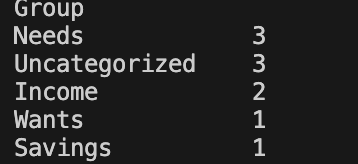 Group
Needs 3
Uncategorized 3
Income 2
Wants 1
Savings 1